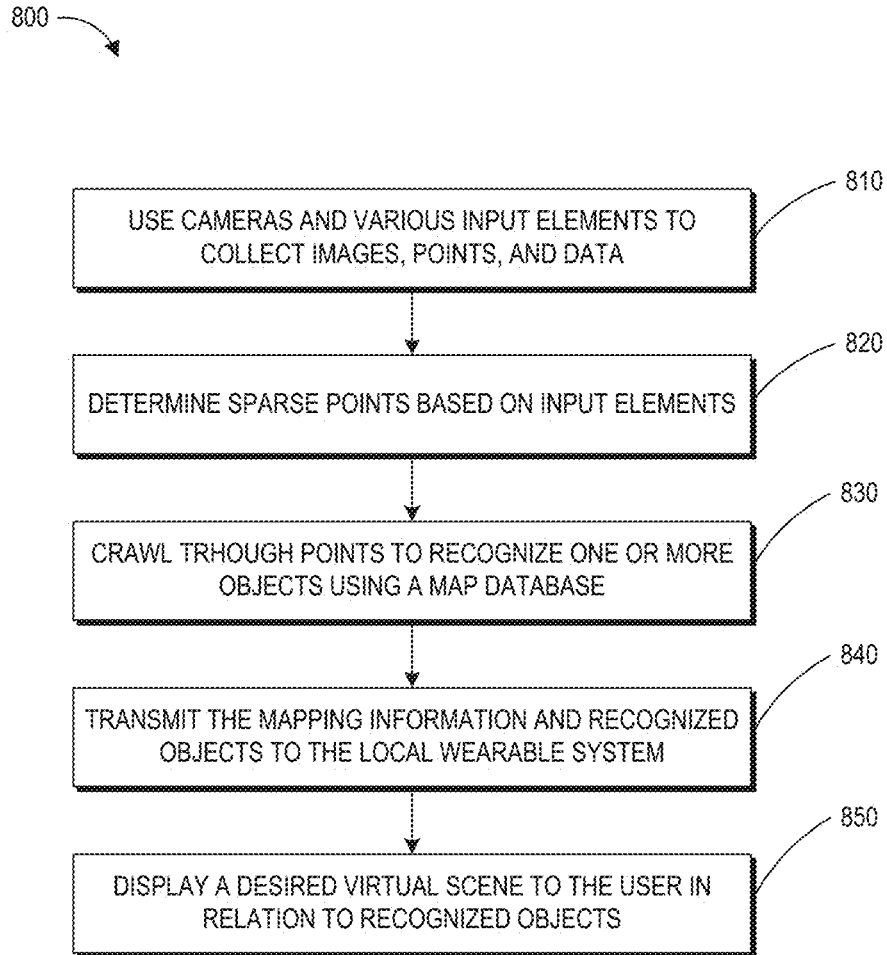 800
810
USE CAMERAS AND VARIOUS INPUT ELEMENTS TO
COLLECT IMAGES, POINTS, AND DATA
820
DETERMINE SPARSE POINTS BASED ON INPUT ELEMENTS
830
CRAWL TRHOUGH POINTS TO RECOGNIZE ONE OR MORE
OBJECTS USING A MAP DATABASE
840
TRANSMIT THE MAPPING INFORMATION AND RECOGNIZED
OBJECTS TO THE LOCAL WEARABLE SYSTEM
850
DISPLAY A DESIRED VIRTUAL SCENE TO THE USER IN
RELATION TO RECOGNIZED OBJECTS